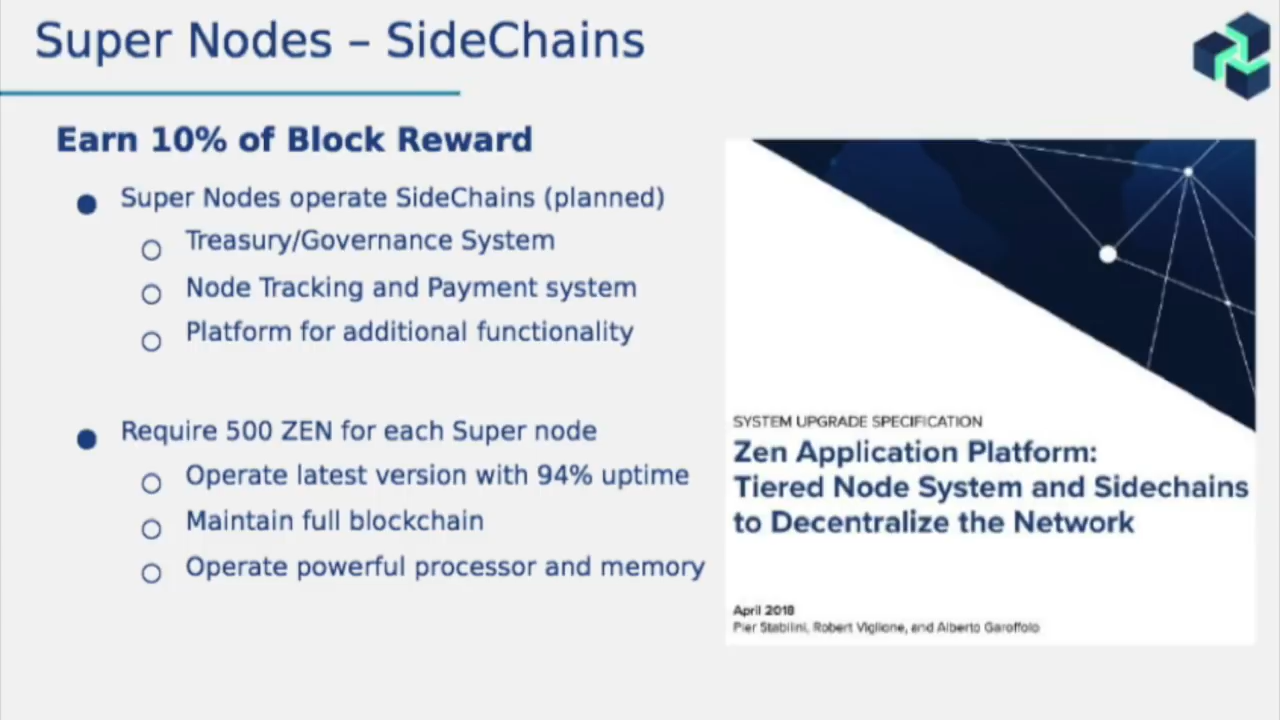 Super Nodes – SideChains
Earn 10% of Block Reward
Super Nodes operate SideChains (planned)
Treasury/Governance System
Node Tracking and Payment system
Platform for additional functionality
Require 500 ZEN for each Super node
Operate latest version with 94% uptime
Maintain full blockchain
Operate powerful processor and memory
SYSTEM UPGRADE SPECIFICATION
Zen Application Platform:
Tiered Node System and Sidechains
to Decentralize the Network
April 2018
Pier Stabilini, Robert Viglione, and Alberto Garoffolo